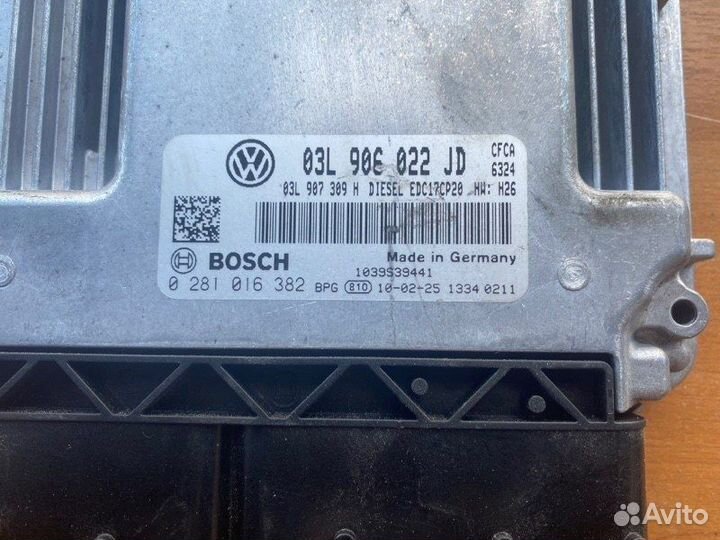 03L 906 022 JD CFCA
6324
03L 907 309 H DIESEL EDC17CP20 HW: H26
BOSCH Made in Germany
1039S39441
0 281 016 382 BPG 810 10-02-25 1334 0211
Avito